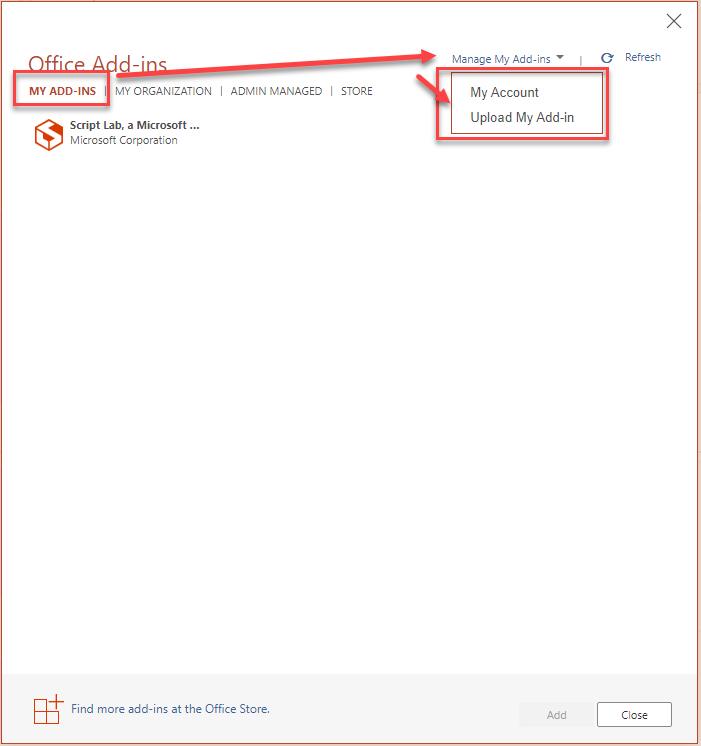 Office Add-ins
Manage My Add-ins | Refresh
MY ADD-INS | MY ORGANIZATION | ADMIN MANAGED | STORE
My Account
Upload My Add-in
Script Lab, a Microsoft ...
Microsoft Corporation
Find more add-ins at the Office Store.
Add
Close